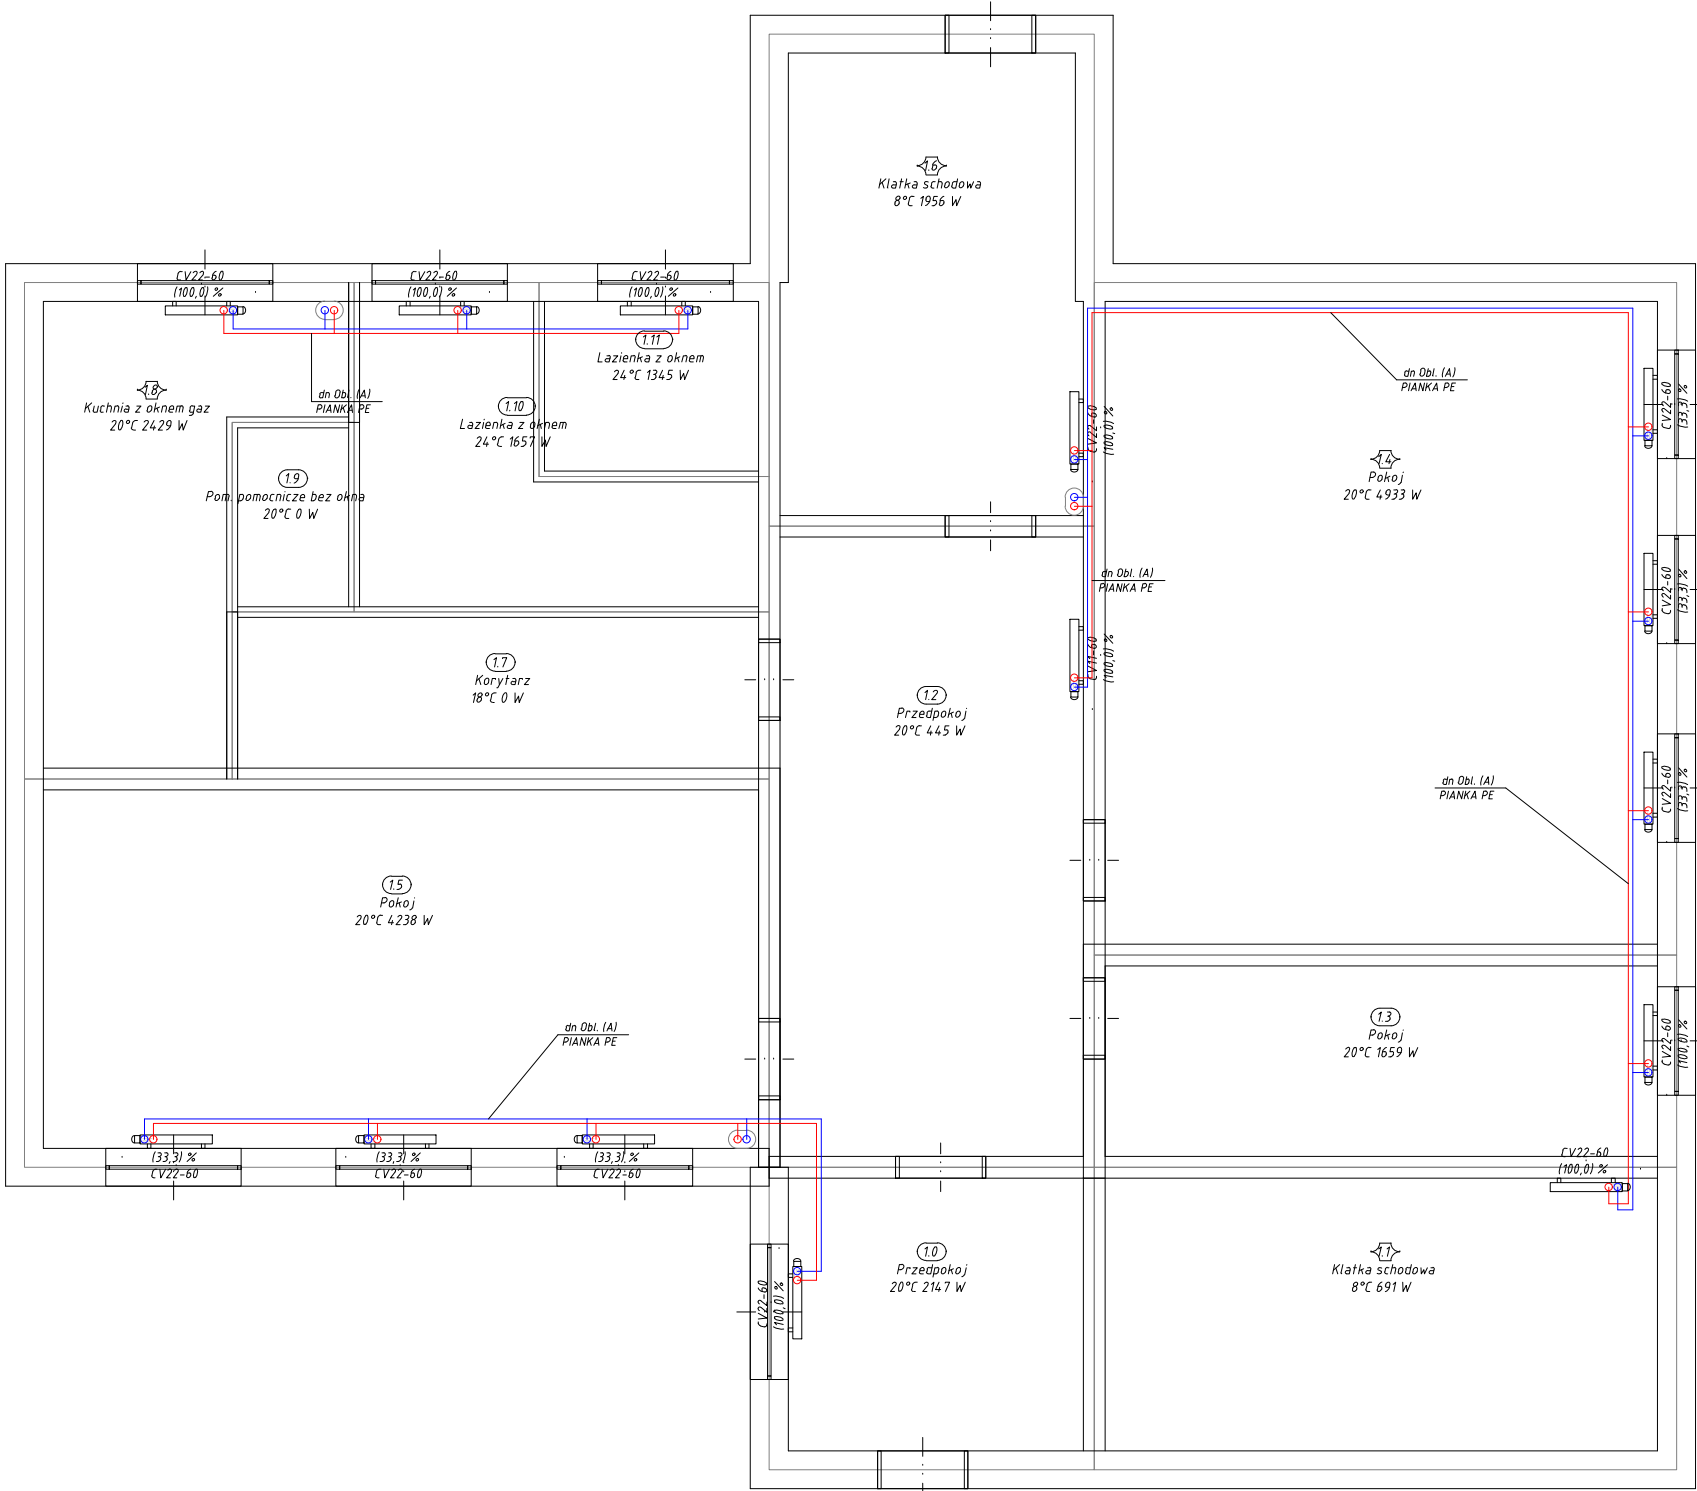 1.6
Klatka schodowa
8°C 1956 W
CV22-60
(100,0) %
CV22-60
(100,0) %
CV22-60
(100,0) %
1.11
Lazienka z oknem
24°C 1345 W
1.8
Kuchnia z oknem gaz
20°C 2429 W
dn Obl. (A)
PIANKA PE
1.10
Lazienka z oknem
24°C 1657 W
1.9
Pom. pomocnicze bez okna
20°C 0 W
1.7
Korytarz
18°C 0 W
CV22-60
(100,0) %
dn Obl. (A)
PIANKA PE
1.4
Pokoj
20°C 4933 W
CV22-60
(33,3) %
CV22-60
(33,3) %
dn Obl. (A)
PIANKA PE
CV11-60
(100,0) %
1.2
Przedpokoj
20°C 445 W
dn Obl. (A)
PIANKA PE
CV22-60
(33,3) %
1.5
Pokoj
20°C 4238 W
dn Obl. (A)
PIANKA PE
1.3
Pokoj
20°C 1659 W
CV22-60
(100,0) %
(33,3) %
CV22-60
(33,3) %
CV22-60
(33,3) %
CV22-60
CV22-60
(100,0) %
1.0
Przedpokoj
20°C 2147 W
CV22-60
(100,0) %
1.1
Klatka schodowa
8°C 691 W